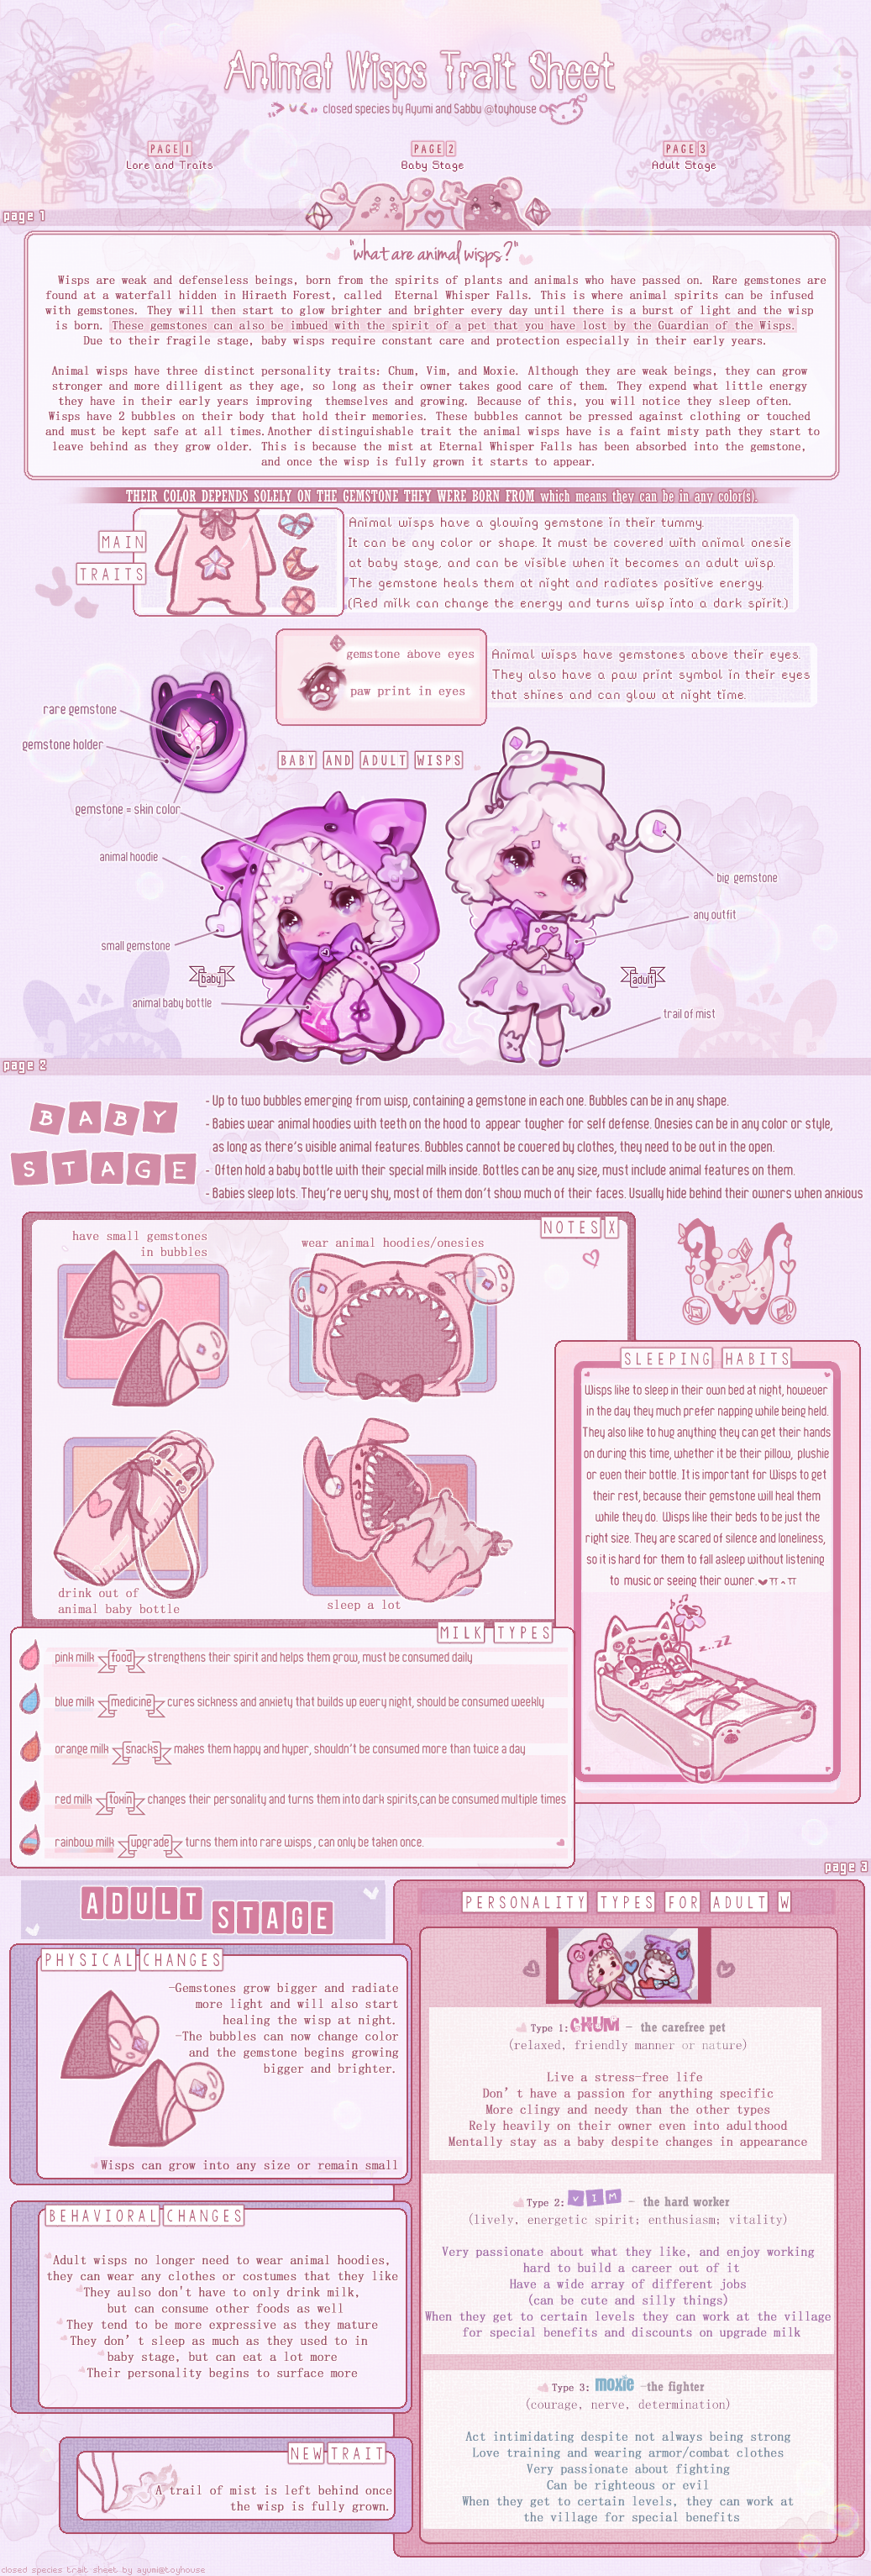 open!
Animal Wisps Trait Sheet
closed species by Ayumi and Sabbu @toyhouse
PAGE 1
Lore and Traits
PAGE 2
Baby Stage
PAGE 3
Adult Stage
page 1
"what are animal wisps?"
Wisps are weak and defenseless beings, born from the spirits of plants and animals who have passed on. Rare gemstones are
found at a waterfall hidden in Hiraeth Forest, called Eternal Whisper Falls. This is where animal spirits can be infused
with gemstones. They will then start to glow brighter and brighter every day until there is a burst of light and the wisp
is born. These gemstones can also be imbued with the spirit of a pet that you have lost by the Guardian of the Wisps.
Due to their fragile stage, baby wisps require constant care and protection especially in their early years.
Animal wisps have three distinct personality traits: Chum, Vim, and Moxie. Although they are weak beings, they can grow
stronger and more dilligent as they age, so long as their owner takes good care of them. They expend what little energy
they have in their early years improving themselves and growing. Because of this, you will notice they sleep often.
Wisps have 2 bubbles on their body that hold their memories. These bubbles cannot be pressed against clothing or touched
and must be kept safe at all times.Another distinguishable trait the animal wisps have is a faint misty path they start to
leave behind as they grow older. This is because the mist at Eternal Whisper Falls has been absorbed into the gemstone,
and once the wisp is fully grown it starts to appear.
THEIR COLOR DEPENDS SOLELY ON THE GEMSTONE THEY WERE BORN FROM which means they can be in any color(s).
MAIN
TRAITS
Animal wisps have a glowing gemstone in their tummy.
It can be any color or shape. It must be covered with animal onesie
at baby stage, and can be visible when it becomes an adult wisp.
The gemstone heals them at night and radiates positive energy.
(Red milk can change the energy and turns wisp into a dark spirit.)
gemstone above eyes
paw print in eyes
Animal wisps have gemstones above their eyes.
They also have a paw print symbol in their eyes
that shines and can glow at night time.
rare gemstone
gemstone holder
gemstone = skin color
BABY AND ADULT WISPS
animal hoodie
small gemstone
baby
animal baby bottle
big gemstone
any outfit
adult
trail of mist
page 2
BABY
STAGE
- Up to two bubbles emerging from wisp, containing a gemstone in each one. Bubbles can be in any shape.
- Babies wear animal hoodies with teeth on the hood to appear tougher for self defense. Onesies can be in any color or style,
as long as there's visible animal features. Bubbles cannot be covered by clothes, they need to be out in the open.
- Often hold a baby bottle with their special milk inside. Bottles can be any size, must include animal features on them.
- Babies sleep lots. They're very shy, most of them don't show much of their faces. Usually hide behind their owners when anxious
NOTES X
have small gemstones
in bubbles
wear animal hoodies/onesies
drink out of
animal baby bottle
sleep a lot
SLEEPING HABITS
Wisps like to sleep in their own bed at night, however
in the day they much prefer napping while being held.
They also like to hug anything they can get their hands
on during this time, whether it be their pillow, plushie
or even their bottle. It is important for Wisps to get
their rest, because their gemstone will heal them
while they do. Wisps like their beds to be just the
right size. They are scared of silence and loneliness,
so it is hard for them to fall asleep without listening
to music or seeing their owner.
z..zZ
MILK TYPES
pink milk food strengthens their spirit and helps them grow, must be consumed daily
blue milk medicine cures sickness and anxiety that builds up every night, should be consumed weekly
orange milk snacks makes them happy and hyper, shouldn't be consumed more than twice a day
red milk toxin changes their personality and turns them into dark spirits,can be consumed multiple times
rainbow milk upgrade turns them into rare wisps , can only be taken once.
page 3
ADULT
STAGE
PHYSICAL CHANGES
-Gemstones grow bigger and radiate
more light and will also start
healing the wisp at night.
-The bubbles can now change color
and the gemstone begins growing
bigger and brighter.
Wisps can grow into any size or remain small
BEHAVIORAL CHANGES
Adult wisps no longer need to wear animal hoodies,
they can wear any clothes or costumes that they like
They aulso don't have to only drink milk,
but can consume other foods as well
They tend to be more expressive as they mature
They don't sleep as much as they used to in
baby stage, but can eat a lot more
Their personality begins to surface more
NEW TRAIT
A trail of mist is left behind once
the wisp is fully grown.
PERSONALITY TYPES FOR ADULT W
Type 1: CHUM - the carefree pet
(relaxed, friendly manner or nature)
Live a stress-free life
Don't have a passion for anything specific
More clingy and needy than the other types
Rely heavily on their owner even into adulthood
Mentally stay as a baby despite changes in appearance
Type 2: VIM - the hard worker
(lively, energetic spirit; enthusiasm; vitality)
Very passionate about what they like, and enjoy working
hard to build a career out of it
Have a wide array of different jobs
(can be cute and silly things)
When they get to certain levels they can work at the village
for special benefits and discounts on upgrade milk
Type 3: moxie -the fighter
(courage, nerve, determination)
Act intimidating despite not always being strong
Love training and wearing armor/combat clothes
Very passionate about fighting
Can be righteous or evil
When they get to certain levels, they can work at
the village for special benefits
closed species trait sheet by ayumi@toyhouse